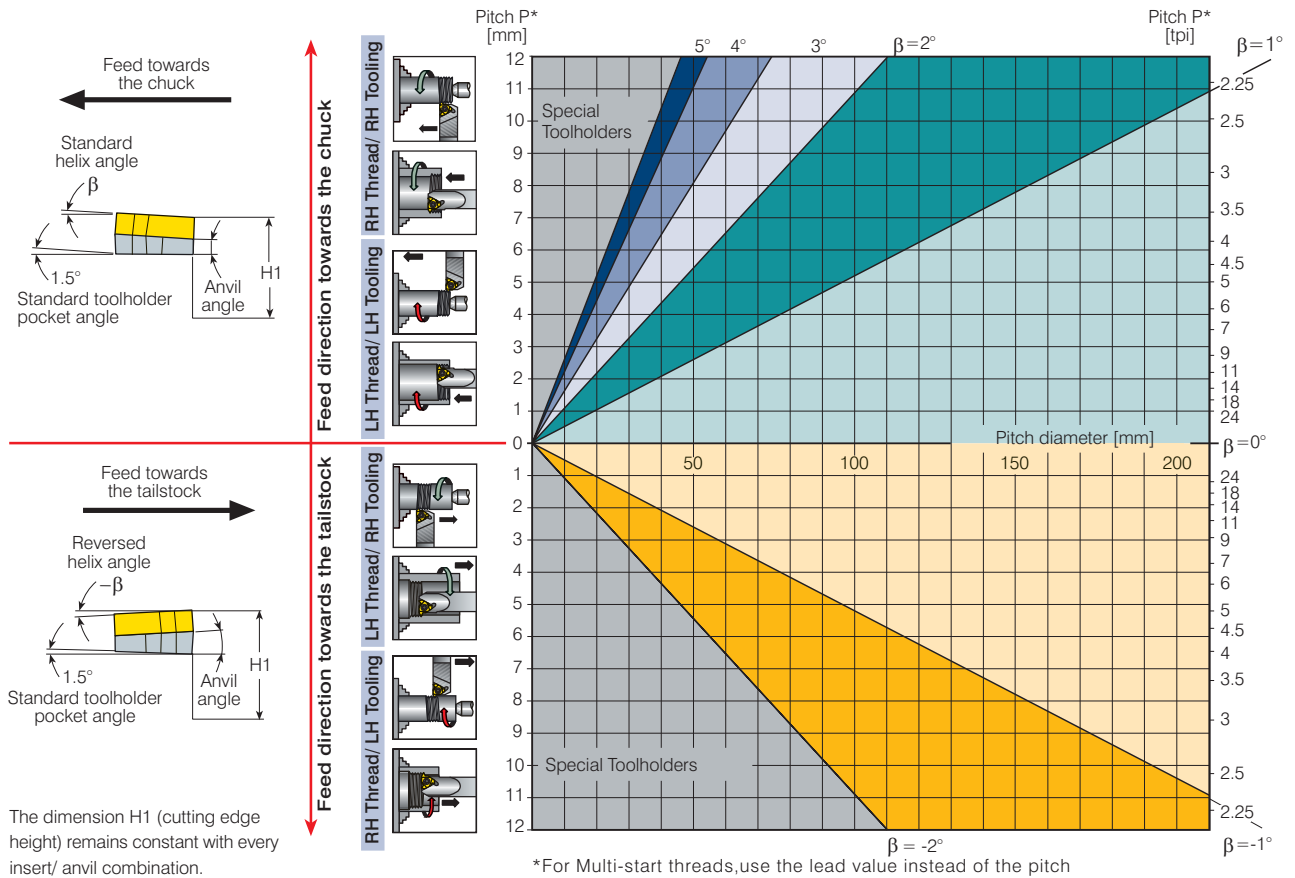 Feed towards
the chuck
Standard
helix angle
β
1.5°
Standard toolholder
pocket angle
Anvil
angle
H1
Feed towards
the tailstock
Reversed
helix angle
–β
1.5°
Standard toolholder
pocket angle
Anvil
angle
H1
The dimension H1 (cutting edge
height) remains constant with every
insert/ anvil combination.
Feed direction towards the chuck
Feed direction towards the tailstock
RH Thread/ RH Tooling
LH Thread/ LH Tooling
LH Thread/ RH Tooling
RH Thread/ LH Tooling
Pitch P*
[mm]
5°
4°
3°
β=2°
Pitch P*
[tpi]
β=1°
12
11
10
9
8
7
6
5
4
3
2
1
0
1
2
3
4
5
6
7
8
9
10
11
12
Special
Toolholders
2.25
2.5
3
3.5
4
4.5
5
6
7
9
11
14
18
24
Pitch diameter [mm]
β=0°
50
100
150
200
24
18
14
11
9
7
6
5
4.5
4
3.5
3
2.5
2.25
Special Toolholders
β = -2°
β=-1°
*For Multi-start threads,use the lead value instead of the pitch